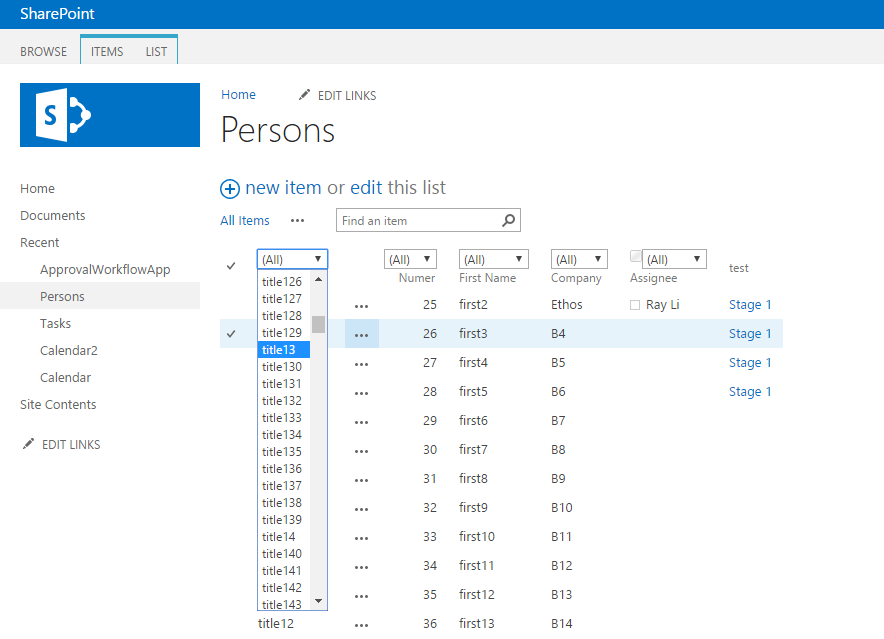 SharePoint
BROWSE ITEMS LIST
S
Home EDIT LINKS
Persons
new item or edit this list
All Items ••• Find an item
Home
Documents
Recent
ApprovalWorkflowApp
Persons
Tasks
Calendar2
Calendar
Site Contents
EDIT LINKS
(All) (All) (All) (All) (All)
Numer First Name Company Assignee test
title126
title127
title128
title129
title13
title130
title131
title132
title133
title134
title135
title136
title137
title138
title139
title14
title140
title141
title142
title143
••• 25 first2 Ethos Ray Li Stage 1
••• 26 first3 B4 Stage 1
••• 27 first4 B5 Stage 1
••• 28 first5 B6 Stage 1
••• 29 first6 B7
••• 30 first7 B8
••• 31 first8 B9
••• 32 first9 B10
••• 33 first10 B11
••• 34 first11 B12
••• 35 first12 B13
title12 ••• 36 first13 B14